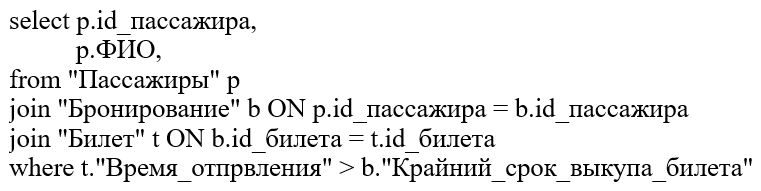 select p.id_пассажира,
p.ФИО,
from "Пассажиры" p
join "Бронирование" b ON p.id_пассажира = b.id_пассажира
join "Билет" t ON b.id_билета = t.id_билета
where t."Время_отпрвления" > b."Крайний_срок_выкупа_билета"